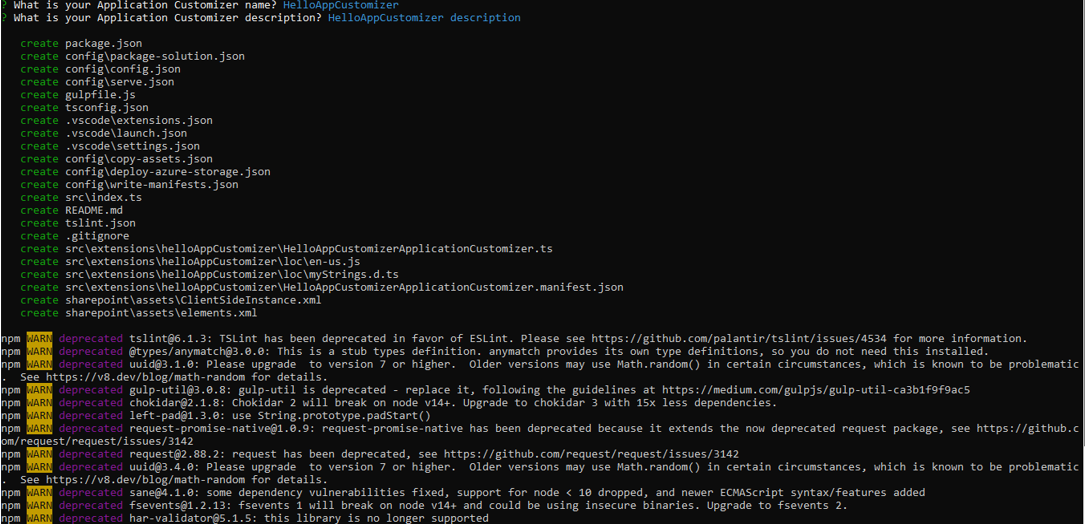 ? What is your Application Customizer name? HelloAppCustomizer
? What is your Application Customizer description? HelloAppCustomizer description
create package.json
create config\package-solution.json
create config\config.json
create config\serve.json
create gulpfile.js
create tsconfig.json
create .vscode\extensions.json
create .vscode\launch.json
create .vscode\settings.json
create config\copy-assets.json
create config\deploy-azure-storage.json
create config\write-manifests.json
create src\index.ts
create README.md
create tslint.json
create .gitignore
create src\extensions\helloAppCustomizer\HelloAppCustomizerApplicationCustomizer.ts
create src\extensions\helloAppCustomizer\loc\en-us.js
create src\extensions\helloAppCustomizer\loc\myStrings.d.ts
create src\extensions\helloAppCustomizer\HelloAppCustomizerApplicationCustomizer.manifest.json
create sharepoint\assets\ClientSideInstance.xml
create sharepoint\assets\elements.xml
npm WARN deprecated tslint@6.1.3: TSLint has been deprecated in favor of ESLint. Please see https://github.com/palantir/tslint/issues/4534 for more information.
npm WARN deprecated @types/anymatch@3.0.0: This is a stub types definition. anymatch provides its own type definitions, so you do not need this installed.
npm WARN deprecated uuid@3.1.0: Please upgrade  to version 7 or higher.  Older versions may use Math.random() in certain circumstances, which is known to be problematic
.  See https://v8.dev/blog/math-random for details.
npm WARN deprecated gulp-util@3.0.8: gulp-util is deprecated - replace it, following the guidelines at https://medium.com/gulpjs/gulp-util-ca3b1f9f9ac5
npm WARN deprecated chokidar@2.1.8: Chokidar 2 will break on node v14+. Upgrade to chokidar 3 with 15x less dependencies.
npm WARN deprecated left-pad@1.3.0: use String.prototype.padStart()
npm WARN deprecated request-promise-native@1.0.9: request-promise-native has been deprecated because it extends the now deprecated request package, see https://github.c
om/request/request/issues/3142
npm WARN deprecated request@2.88.2: request has been deprecated, see https://github.com/request/request/issues/3142
npm WARN deprecated uuid@3.4.0: Please upgrade  to version 7 or higher.  Older versions may use Math.random() in certain circumstances, which is known to be problematic
.  See https://v8.dev/blog/math-random for details.
npm WARN deprecated sane@4.1.0: some dependency vulnerabilities fixed, support for node < 10 dropped, and newer ECMAScript syntax/features added
npm WARN deprecated fsevents@1.2.13: fsevents 1 will break on node v14+ and could be using insecure binaries. Upgrade to fsevents 2.
npm WARN deprecated har-validator@5.1.5: this library is no longer supported